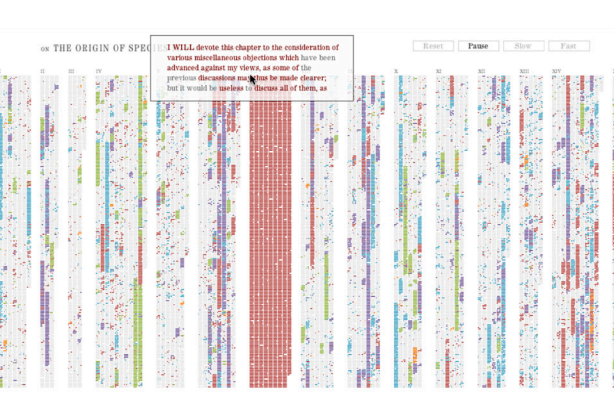 ON THE ORIGIN OF SPECIES
Reset
Pause
Slow
Fast
I WILL devote this chapter to the consideration of
various miscellaneous objections which have been
advanced against my views, as some of the
previous discussions may thus be made clearer;
but it would be useless to discuss all of them, as
II
III
IV
X
XI
XII
XIII
XIV